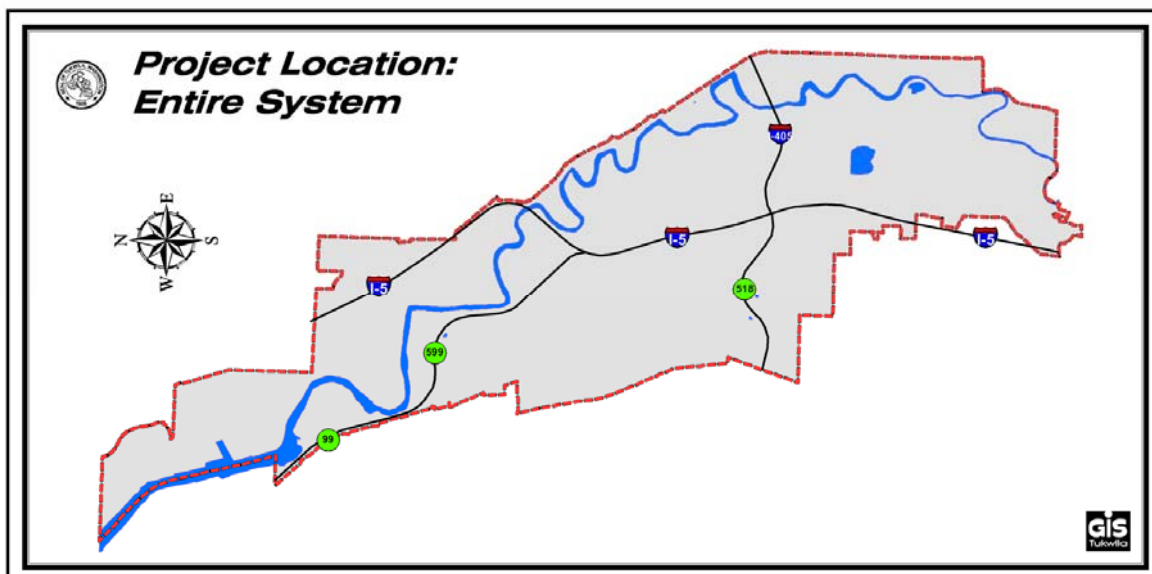 Project Location:
Entire System
E
N
S
W
I-405
I-5
I-5
I-5
518
599
99
GIS
Tukwila